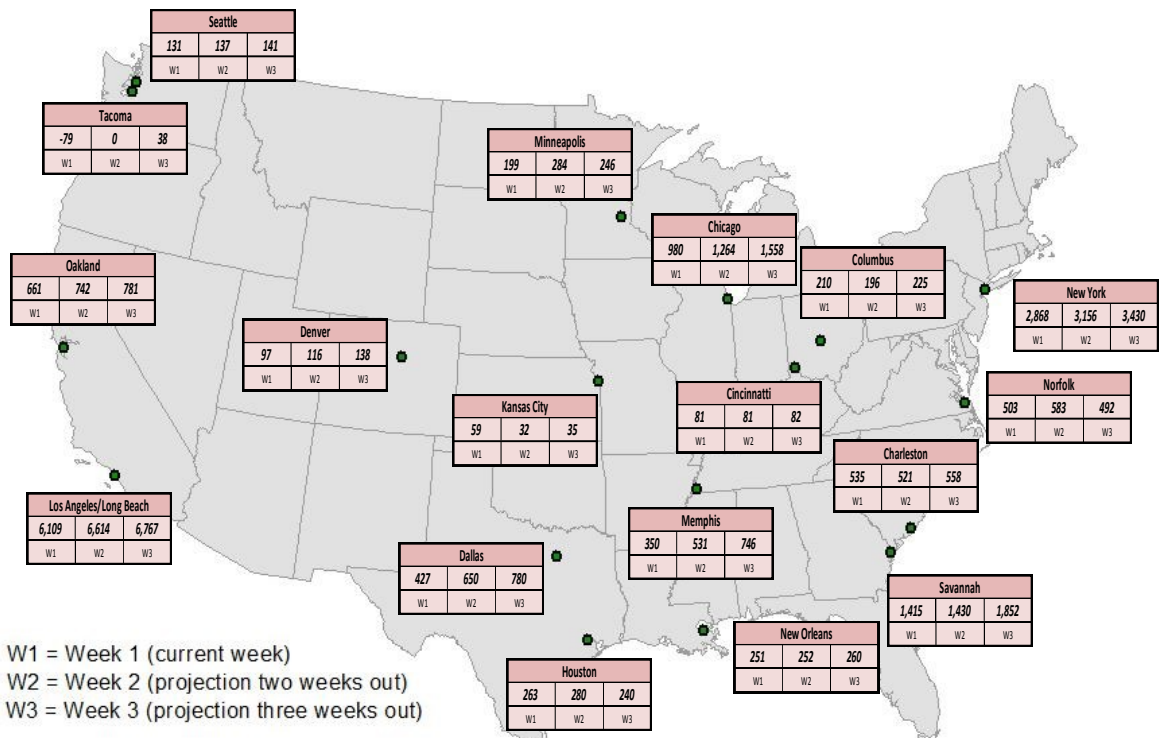 Seattle
131 137 141
W1 W2 W3
Tacoma
-79 0 38
W1 W2 W3
Minneapolis
199 284 246
W1 W2 W3
Chicago
980 1,264 1,558
W1 W2 W3
Columbus
210 196 225
W1 W2 W3
Oakland
661 742 781
W1 W2 W3
New York
2,868 3,156 3,430
W1 W2 W3
Denver
97 116 138
W1 W2 W3
Norfolk
503 583 492
W1 W2 W3
Cincinnatti
81 81 82
W1 W2 W3
Kansas City
59 32 35
W1 W2 W3
Charleston
535 521 558
W1 W2 W3
Los Angeles/Long Beach
6,109 6,614 6,767
W1 W2 W3
Memphis
350 531 746
W1 W2 W3
Dallas
427 650 780
W1 W2 W3
Savannah
1,415 1,430 1,852
W1 W2 W3
New Orleans
251 252 260
W1 W2 W3
Houston
263 280 240
W1 W2 W3
W1 = Week 1 (current week)
W2 = Week 2 (projection two weeks out)
W3 = Week 3 (projection three weeks out)